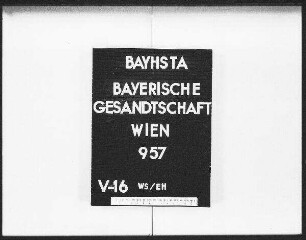 BAYHSTA
BAYERISCHE
GESANDTSCHAFT
WIEN
957
V-16 WS/EH